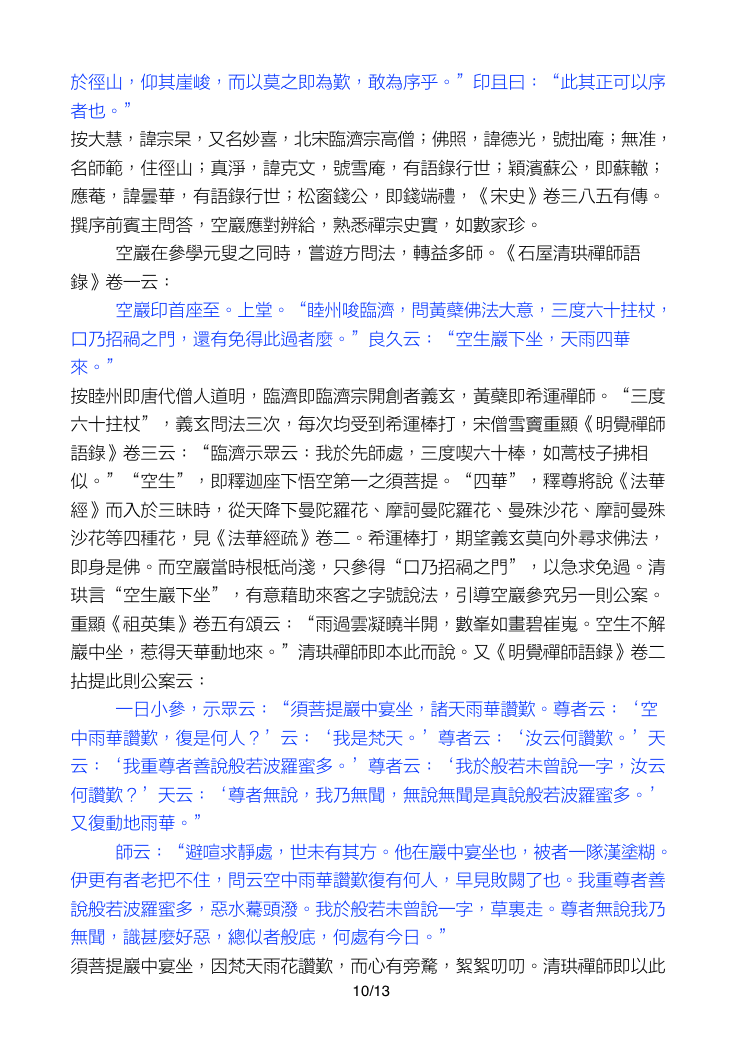 於徑山，仰其崖峻，而以莫之即為歉，敢為序乎。”印且曰：“此其正可以序
者也。”
按大慧，諱宗杲，又名妙喜，北宋臨濟宗高僧；佛照，諱德光，號拙庵；無准，
名師範，住徑山；真淨，諱克文，號雪庵，有語錄行世；穎濱蘇公，即蘇轍；
應菴，諱曇華，有語錄行世；松窗錢公，即錢端禮，《宋史》卷三八五有傳。
撰序前賓主問答，空巖應對辨給，熟悉禪宗史實，如數家珍。
空巖在參學元叟之同時，嘗遊方問法，轉益多師。《石屋清珙禪師語
錄》卷一云：
空巖印首座至。上堂。“睦州唆臨濟，問黃蘗佛法大意，三度六十拄杖，
口乃招禍之門，還有免得此過者麼。”良久云：“空生巖下坐，天雨四華
來。”
按睦州即唐代僧人道明，臨濟即臨濟宗開創者義玄，黃蘗即希運禪師。“三度
六十拄杖”，義玄問法三次，每次均受到希運棒打，宋僧雪竇重顯《明覺禪師
語錄》卷三云：“臨濟示眾云：我於先師處，三度喫六十棒，如蒿枝子拂相
似。”“空生”，即釋迦座下悟空第一之須菩提。“四華”，釋尊將說《法華
經》而入於三昧時，從天降下曼陀羅花、摩訶曼陀羅花、曼殊沙花、摩訶曼殊
沙花等四種花，見《法華經疏》卷二。希運棒打，期望義玄莫向外尋求佛法，
即身是佛。而空巖當時根柢尚淺，只參得“口乃招禍之門”，以急求免過。清
珙言“空生巖下坐”，有意藉助來客之字號說法，引導空巖參究另一則公案。
重顯《祖英集》卷五有頌云：“雨過雲凝曉半開，數峯如畫碧崔嵬。空生不解
巖中坐，惹得天華動地來。”清珙禪師即本此而說。又《明覺禪師語錄》卷二
拈提此則公案云：
一日小參，示眾云：“須菩提巖中宴坐，諸天雨華讚歎。尊者云：‘空
中雨華讚歎，復是何人？’云：‘我是梵天。’尊者云：‘汝云何讚歎。’天
云：‘我重尊者善說般若波羅蜜多。’尊者云：‘我於般若未曾說一字，汝云
何讚歎？’天云：‘尊者無說，我乃無聞，無說無聞是真說般若波羅蜜多。’
又復動地雨華。”
師云：“避喧求靜處，世未有其方。他在巖中宴坐也，被者一隊漢塗糊。
伊更有者老把不住，問云空中雨華讚歎復有何人，早見敗闕了也。我重尊者善
說般若波羅蜜多，惡水驀頭潑。我於般若未曾說一字，草裏走。尊者無說我乃
無聞，識甚麼好惡，總似者般底，何處有今日。”
須菩提巖中宴坐，因梵天雨花讚歎，而心有旁騖，絮絮叨叨。清珙禪師即以此
10/13